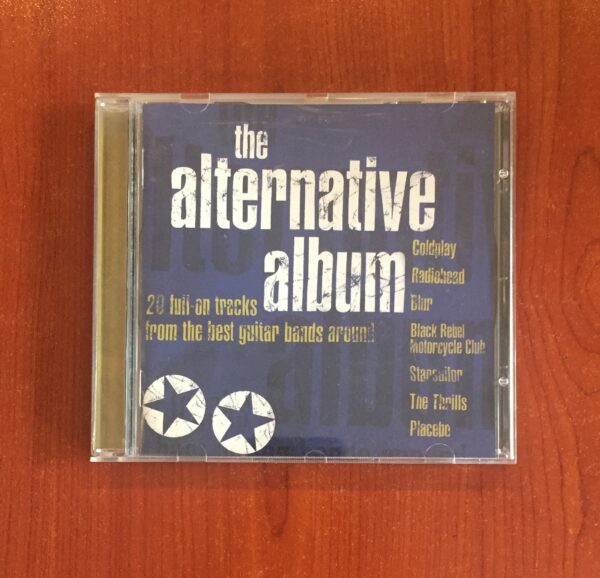 the
alternative
album
20 full-on tracks
from the best guitar bands around
Coldplay
Radiohead
Blur
Black Rebel
Motorcycle Club
Starsailor
The Thrills
Placebo